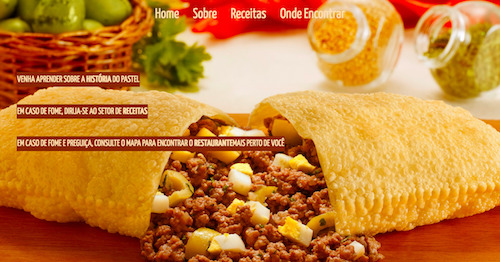 Home Sobre Receitas Onde Encontrar
VENHA APRENDER SOBRE A HISTÓRIA DO PASTEL
EM CASO DE FOME, DIRIJA-SE AO SETOR DE RECEITAS
EM CASO DE FOME E PREGUIÇA, CONSULTE O MAPA PARA ENCONTRAR O RESTAURANTEMAIS PERTO DE VOCÊ